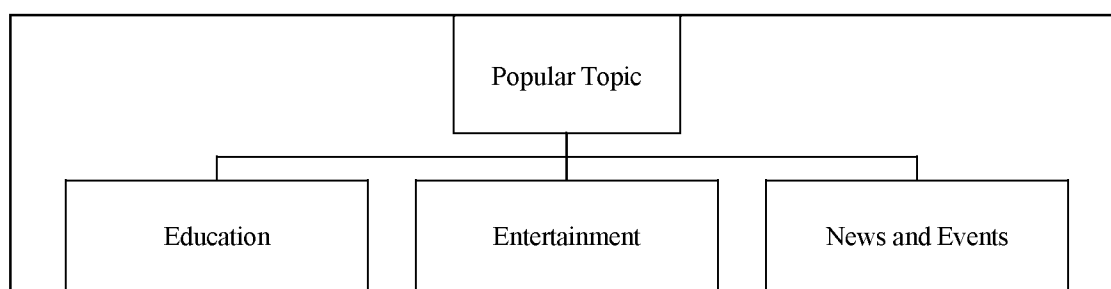 Popular Topic
Education
Entertainment
News and Events